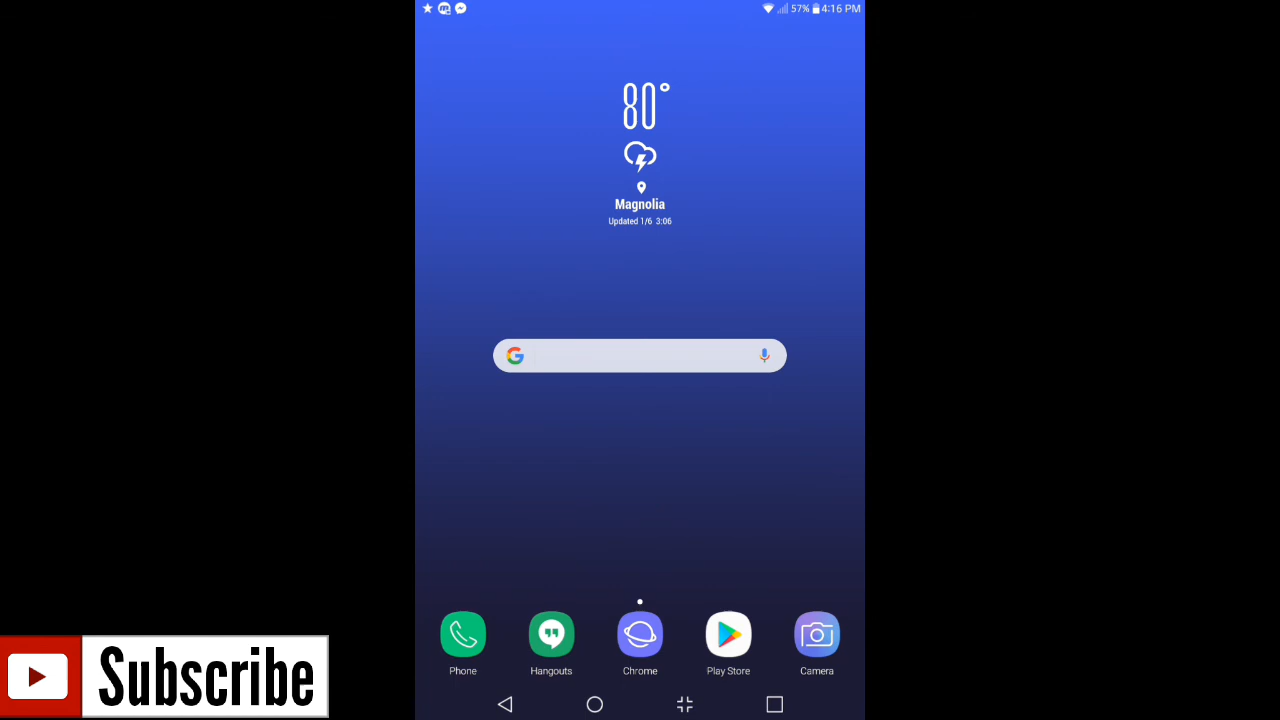 57% 4:16 PM
80°
Magnolia
Updated 1/6 3:06
Phone
Hangouts
Chrome
Play Store
Camera
Subscribe